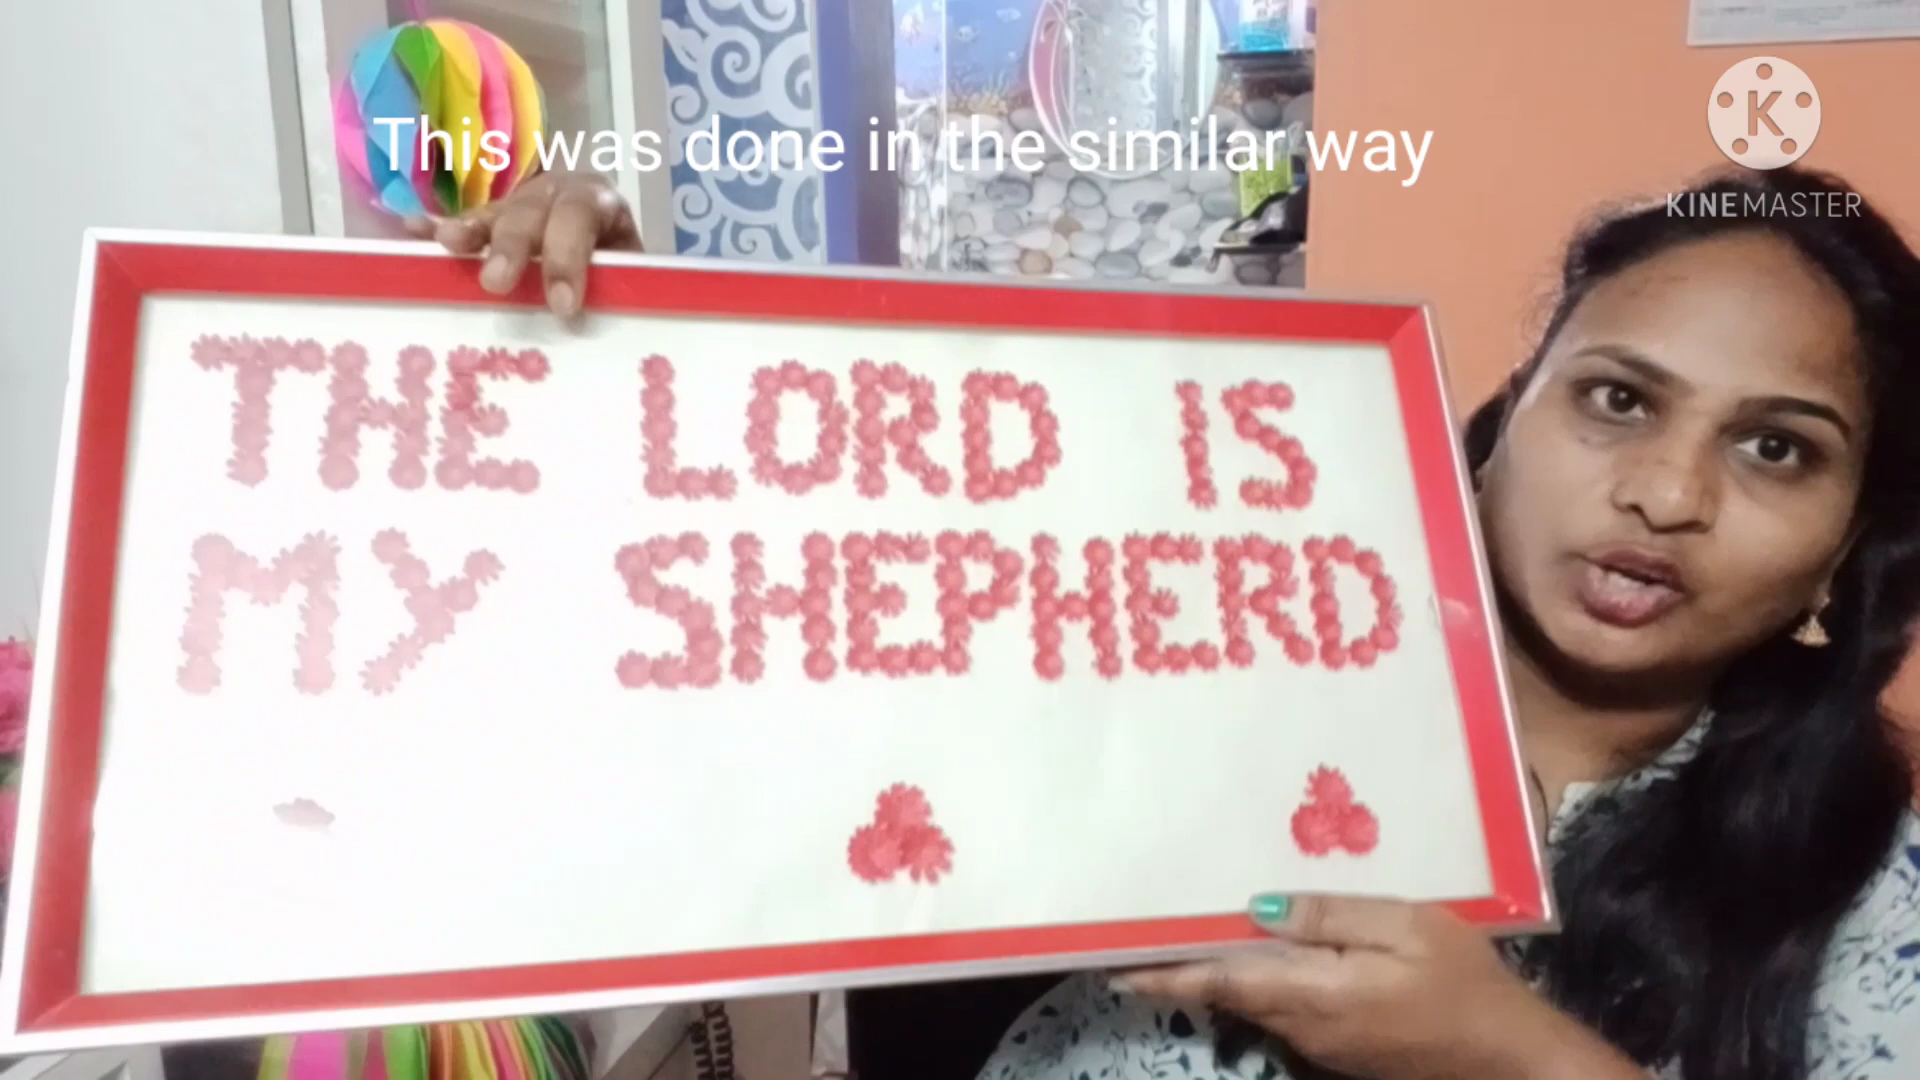 This was done in the similar way
K
KINEMASTER
THE LORD IS
MY SHEPHERD